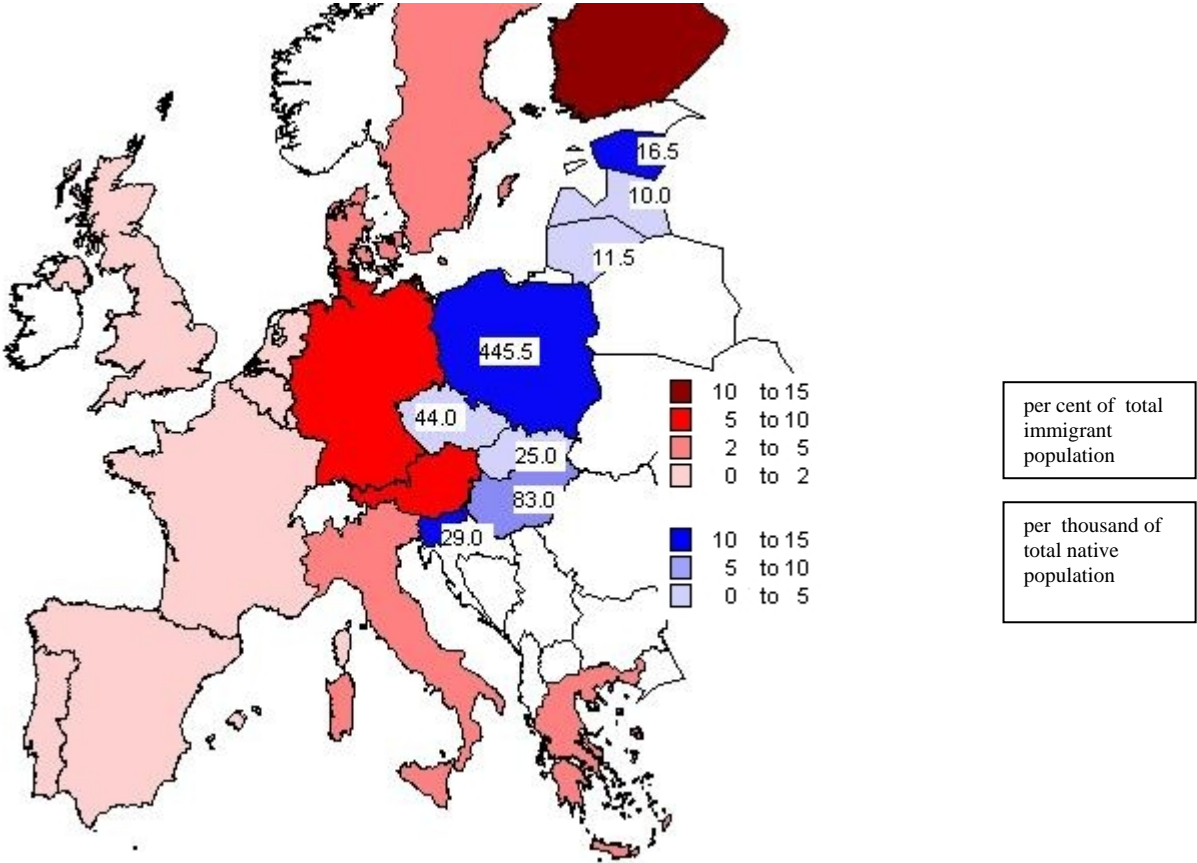 16.5
10.0
11.5
445.5
44.0
25.0
83.0
29.0
10 to 15
5 to 10
2 to 5
0 to 2
per cent of total
immigrant
population
10 to 15
5 to 10
0 to 5
per thousand of
total native
population